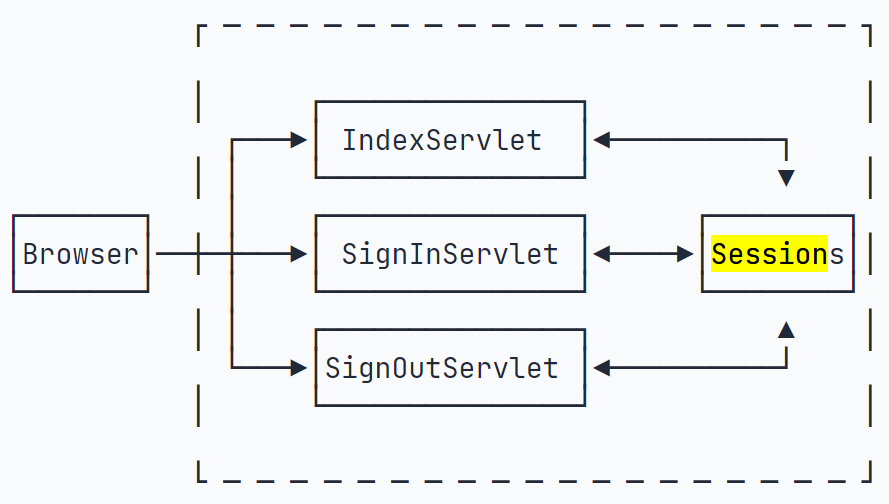 IndexServlet
Browser
SignInServlet
Sessions
SignOutServlet